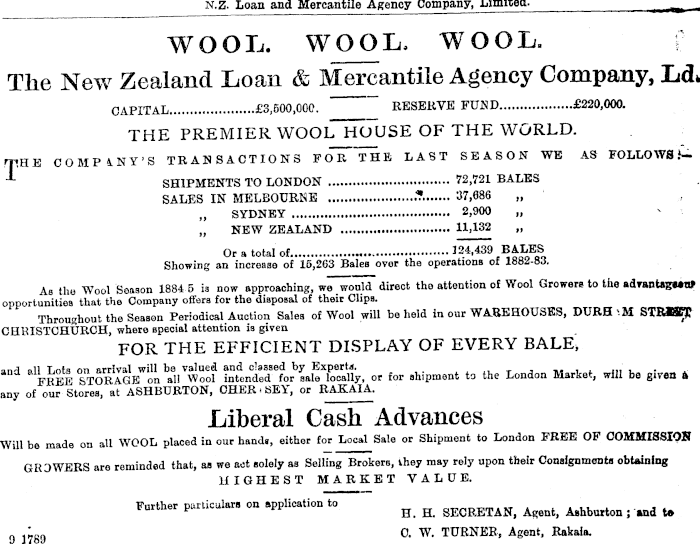 N.Z. Loan and Mercantile Agency Company, Limited.
WOOL. WOOL. WOOL.
The New Zealand Loan & Mercantile Agency Company, Ld.
CAPITAL....................£3,500,000. RESERVE FUND.................£220,000.
THE PREMIER WOOL HOUSE OF THE WORLD.
THE COMPANY'S TRANSACTIONS FOR THE LAST SEASON WE AS FOLLOWS:—
SHIPMENTS TO LONDON ............................. 72,721 BALES
SALES IN MELBOURNE ............................. 37,686 „
„ SYDNEY ...................................... 2,900 „
„ NEW ZEALAND .......................... 11,132 „
Or a total of...................................... 124,439 BALES
Showing an increase of 15,263 Bales over the operations of 1882-83.
As the Wool Season 1884 5 is now approaching, we would direct the attention of Wool Growers to the
opportunities that the Company offers for the disposal of their Clips.
Throughout the Season Periodical Auction Sales of Wool will be held in our WAREHOUSES, DURH M STREET
CHRISTCHURCH, where special attention is given
FOR THE EFFICIENT DISPLAY OF EVERY BALE,
and all Lots on arrival will be valued and classed by Experts.
FREE STORAGE on all Wool intended for sale locally, or for shipment to the London Market, will be given a
any of our Stores, at ASHBURTON, CHER SEY, or RAKAIA.
Liberal Cash Advances
Will be made on all WOOL placed in our hands, either for Local Sale or Shipment to London FREE OF COMMISSION
GROWERS are reminded that, as we act solely as Selling Brokers, they may rely upon their Consignments obtaining
HIGHEST MARKET VALUE.
Further particulars on application to
H. H. SECRETAN, Agent, Ashburton ; and to
C. W. TURNER, Agent, Rakaia.
9 1789